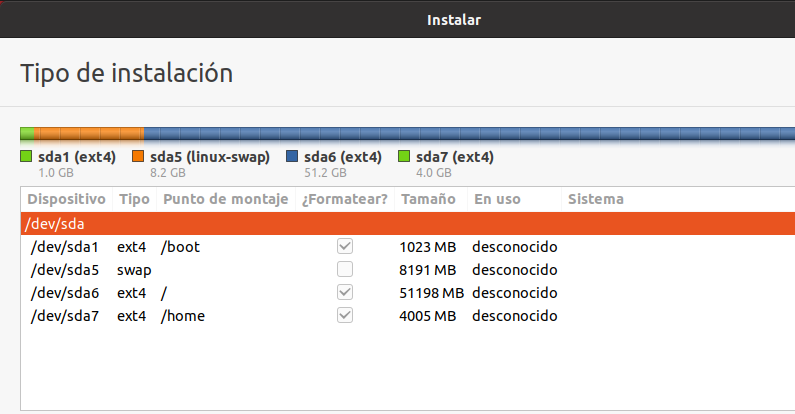 Instalar
Tipo de instalación
sda1 (ext4) sda5 (linux-swap) sda6 (ext4) sda7 (ext4)
1.0 GB 8.2 GB 51.2 GB 4.0 GB
Dispositivo Tipo Punto de montaje ¿Formatear? Tamaño En uso Sistema
/dev/sda
/dev/sda1 ext4 /boot 1023 MB desconocido
/dev/sda5 swap 8191 MB desconocido
/dev/sda6 ext4 / 51198 MB desconocido
/dev/sda7 ext4 /home 4005 MB desconocido